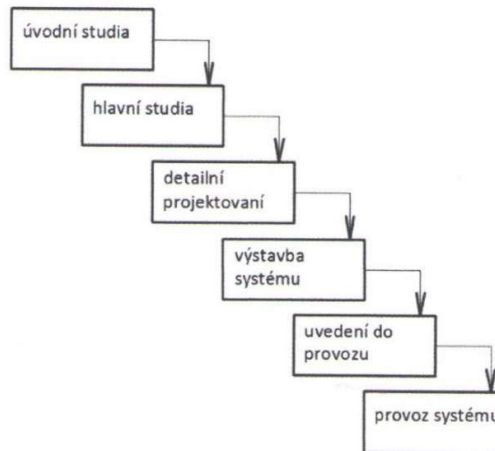 úvodní studia
hlavní studia
detailní
projektovaní
výstavba
systému
uvedení do
provozu
provoz systému